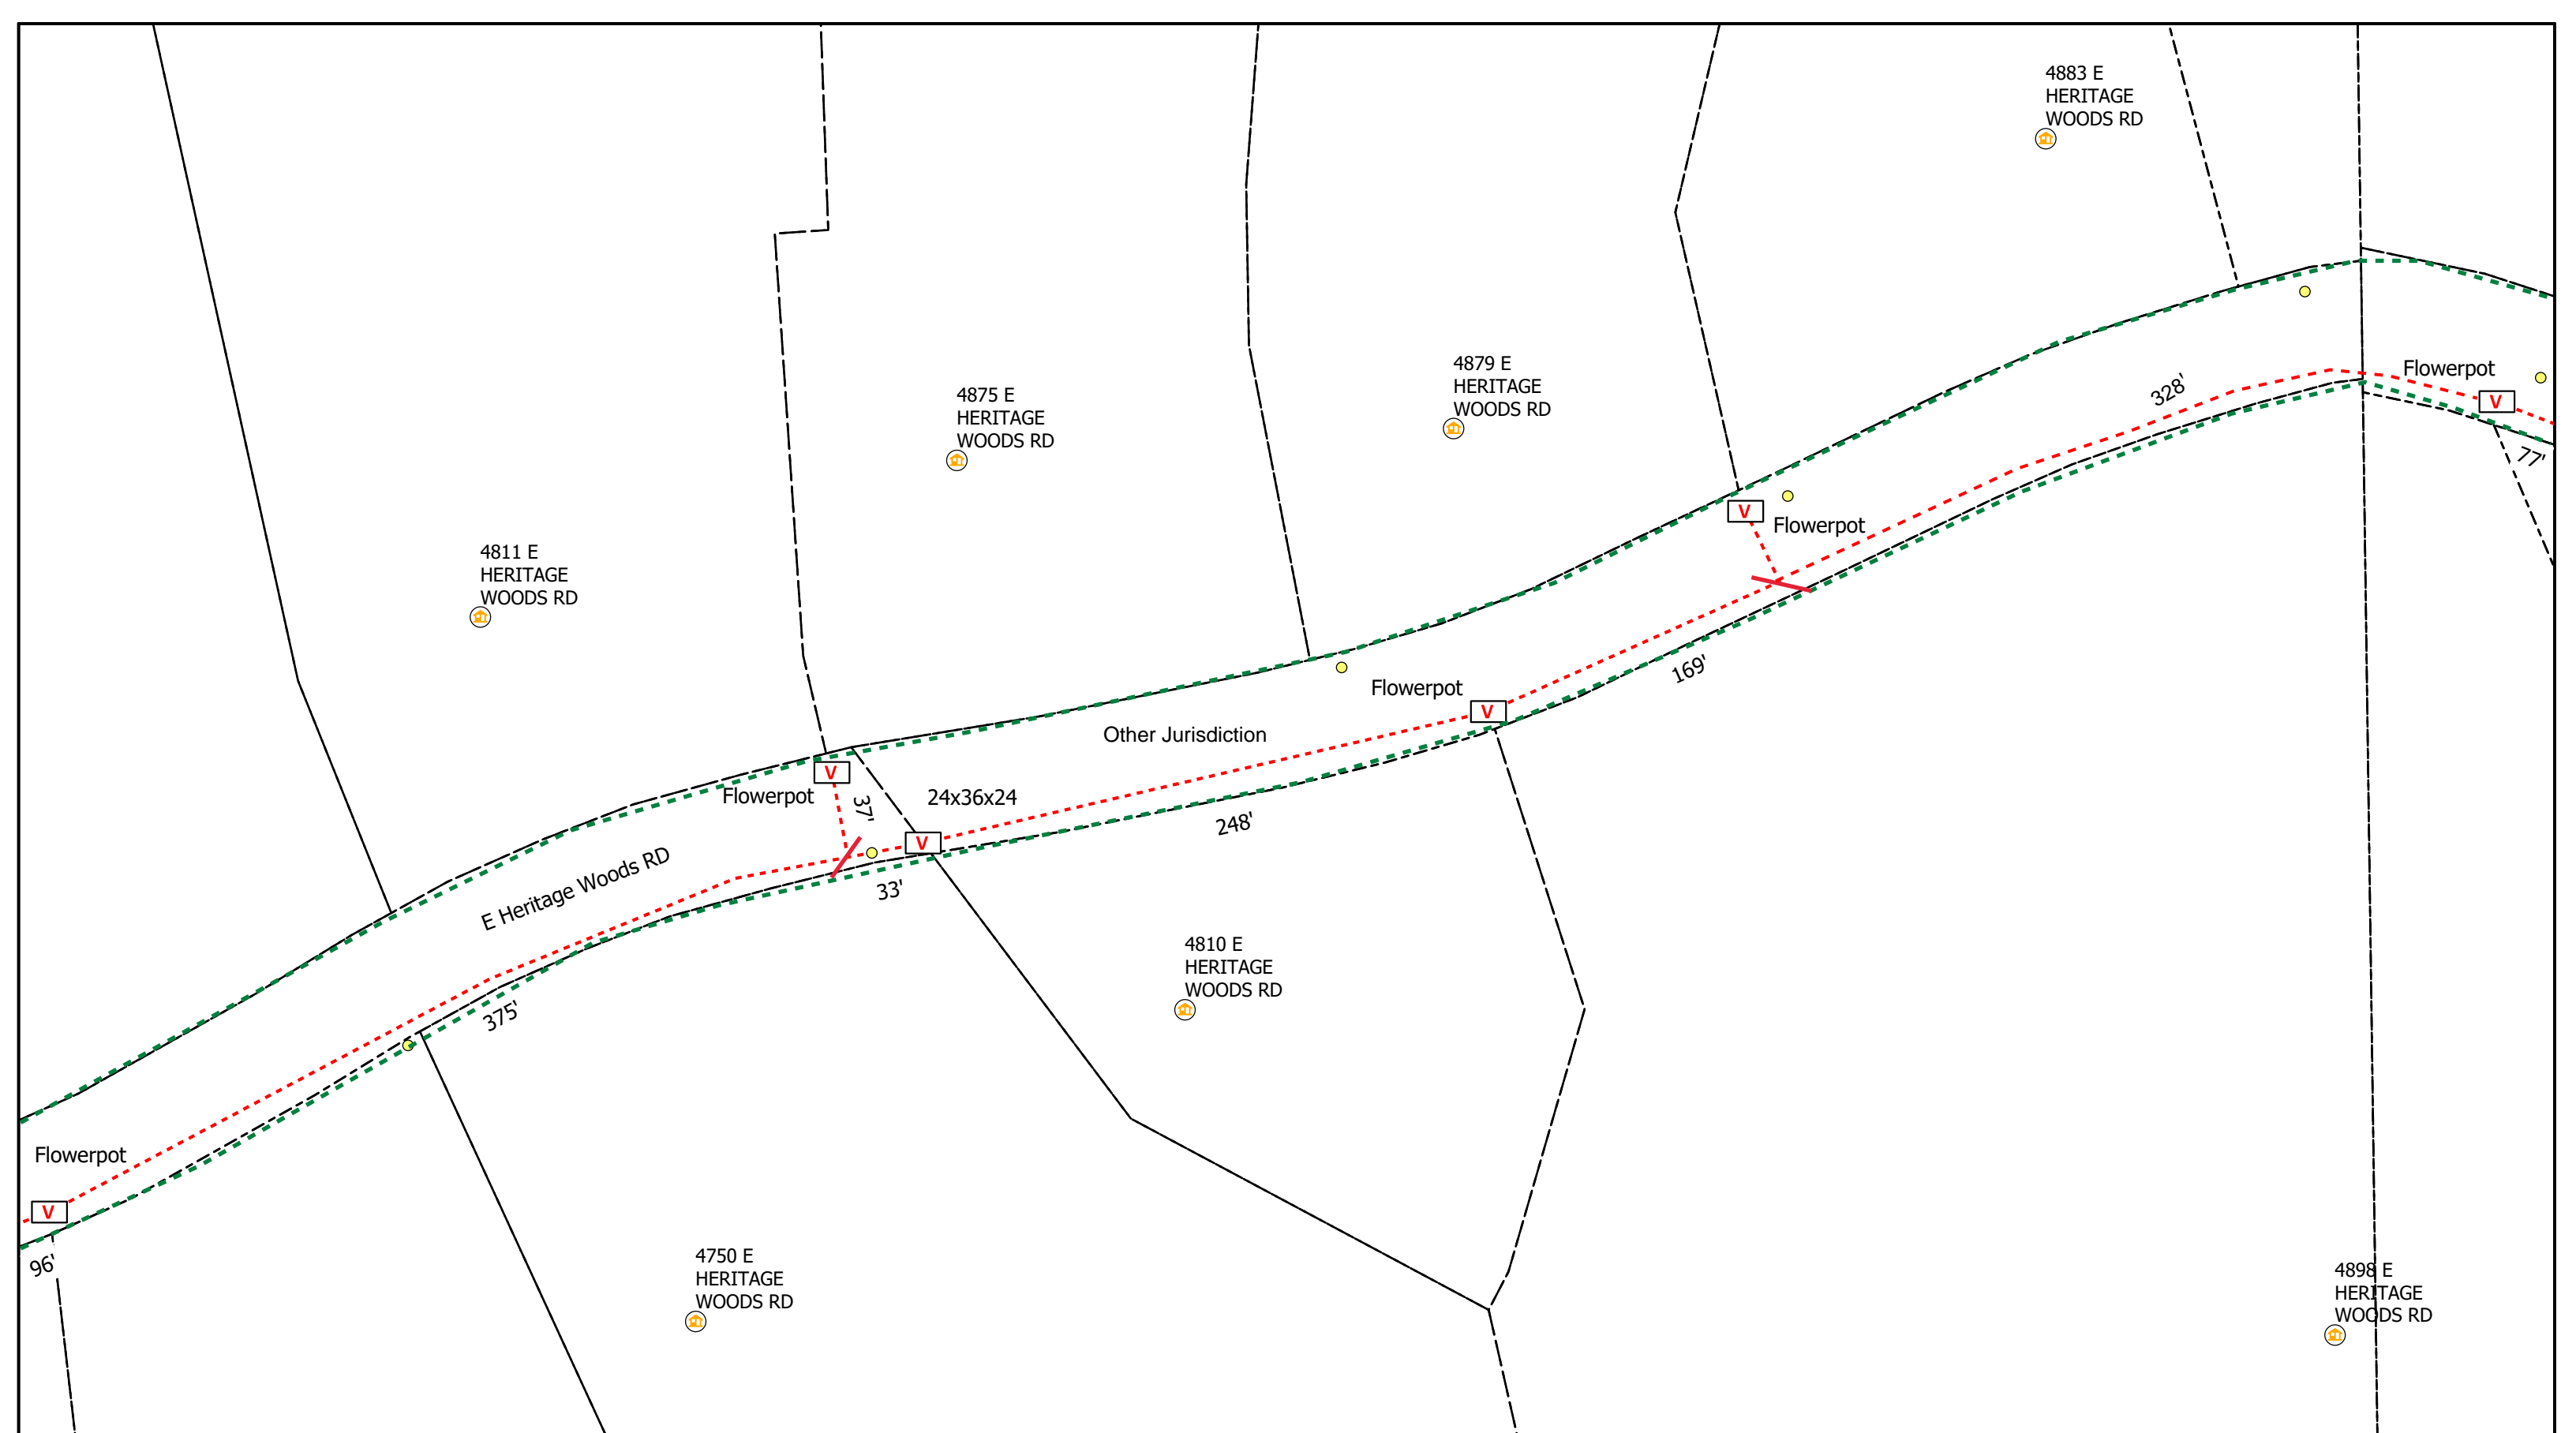 4883 E
HERITAGE
WOODS RD
4879 E
HERITAGE
WOODS RD
Flowerpot
V
328'
77'
4875 E
HERITAGE
WOODS RD
V
Flowerpot
4811 E
HERITAGE
WOODS RD
169'
Flowerpot
V
Other Jurisdiction
V
Flowerpot
37'
24x36x24
V
248'
E Heritage Woods RD
33'
4810 E
HERITAGE
WOODS RD
375'
Flowerpot
V
96'
4750 E
HERITAGE
WOODS RD
4898 E
HERITAGE
WOODS RD